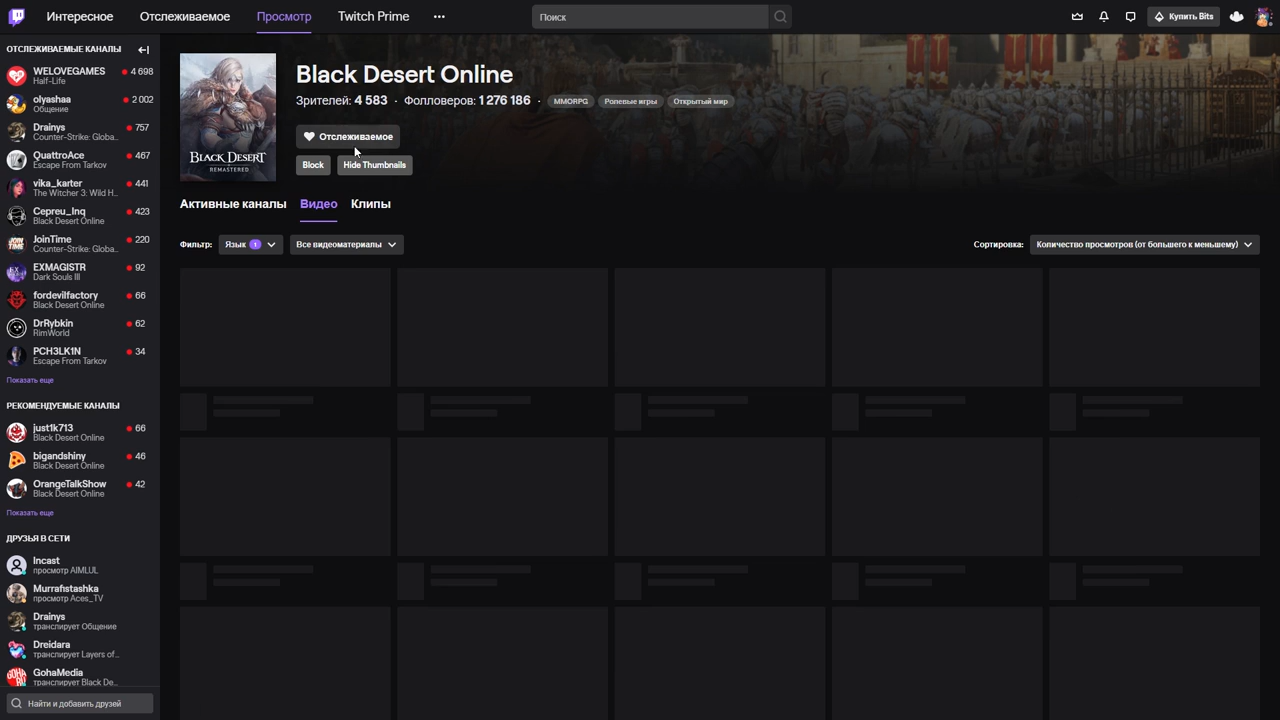 Интересное
Отслеживаемое
Просмотр
Twitch Prime
Поиск
Купить Bits
ОТСЛЕЖИВАЕМЫЕ КАНАЛЫ
WELOVEGAMES 4 698
Half-Life
olyashaa 2 002
Общение
Drainys 757
Counter-Strike: Globa...
QuattroAce 467
Escape From Tarkov
vika_karter 441
The Witcher 3: Wild H...
Cepreu_Inq 423
Black Desert Online
JoinTime 220
Counter-Strike: Globa...
EXMAGISTR 92
Dark Souls III
fordevilfactory 66
Black Desert Online
DrRybkin 62
RimWorld
PCH3LK1N 34
Escape From Tarkov
Показать еще
РЕКОМЕНДУЕМЫЕ КАНАЛЫ
just1k713 66
Black Desert Online
bigandshiny 46
Black Desert Online
OrangeTalkShow 42
Black Desert Online
Показать еще
ДРУЗЬЯ В СЕТИ
Incast
просмотр AIMLUL
Murrafistashka
просмотр Aces_TV
Drainys
транслирует Общение
Dreidara
транслирует Layers of...
GohaMedia
транслирует Black De...
Найти и добавить друзей
BLACK DESERT
REMASTERED
Black Desert Online
Зрителей: 4 583 · Фолловеров: 1 276 186 · MMORPG Ролевые игры Открытый мир
Отслеживаемое
Block Hide Thumbnails
Активные каналы Видео Клипы
Фильтр: Язык 1 Все видеоматериалы
Сортировка: Количество просмотров (от большего к меньшему)